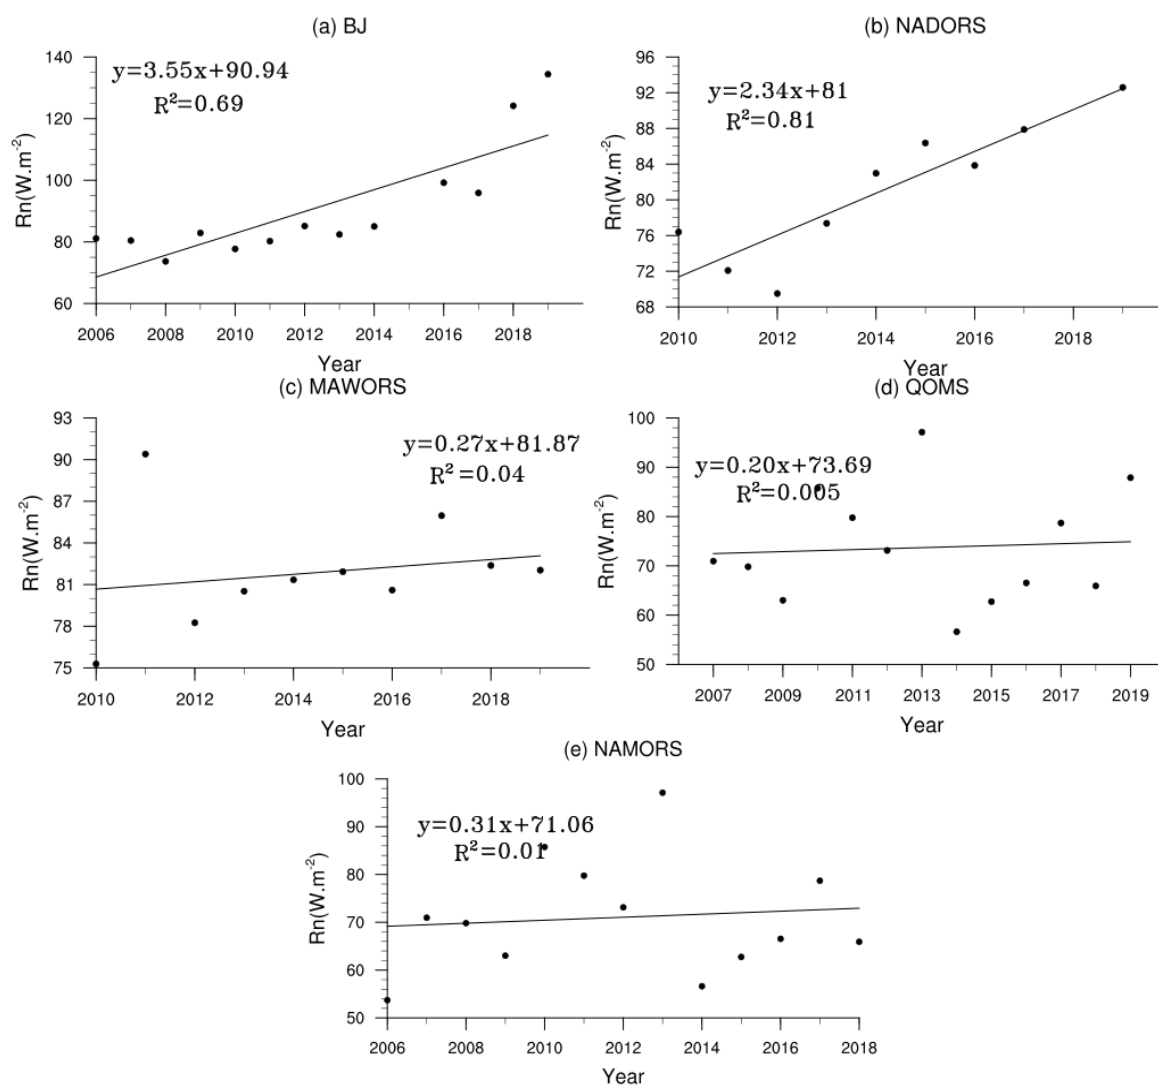 (a) BJ
y=3.55x+90.94
R²=0.69
Rn(W.m⁻²)
140
120
100
80
60
2006 2008 2010 2012 2014 2016 2018
Year
(b) NADORS
y=2.34x+81
R²=0.81
Rn(W.m⁻²)
96
92
88
84
80
76
72
68
2010 2012 2014 2016 2018
Year
(c) MAWORS
y=0.27x+81.87
R²=0.04
Rn(W.m⁻²)
93
90
87
84
81
78
75
2010 2012 2014 2016 2018
Year
(d) QOMS
y=0.20x+73.69
R²=0.005
Rn(W.m⁻²)
100
90
80
70
60
50
2007 2009 2011 2013 2015 2017 2019
Year
(e) NAMORS
y=0.31x+71.06
R²=0.01
Rn(W.m⁻²)
100
90
80
70
60
50
2006 2008 2010 2012 2014 2016 2018
Year